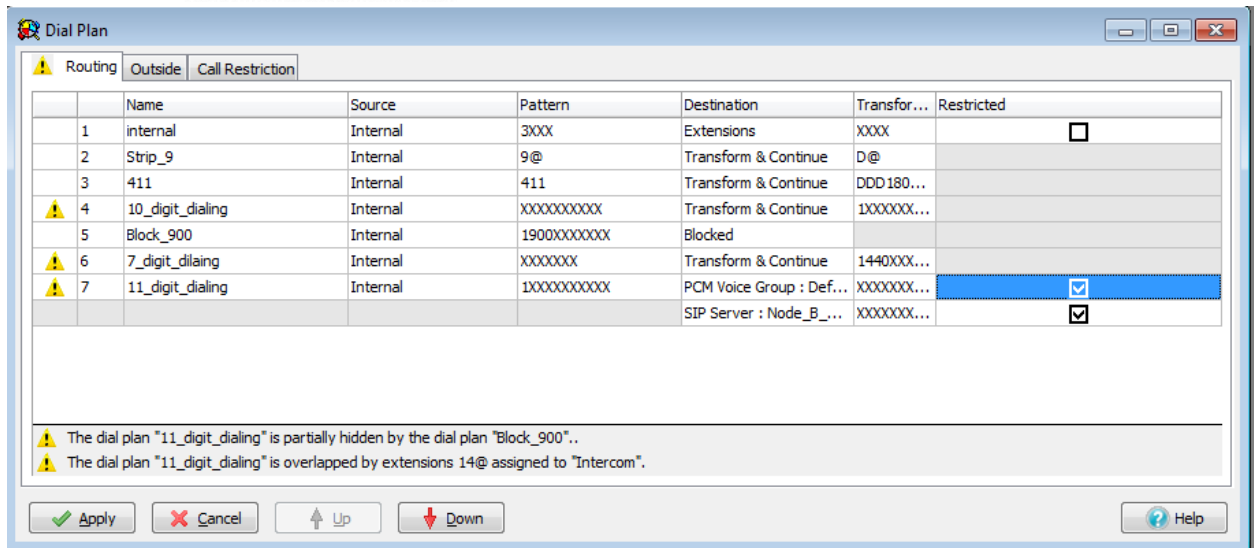 Dial Plan
Routing Outside Call Restriction
Name Source Pattern Destination Transfor... Restricted
1 internal Internal 3XXX Extensions XXXX
2 Strip_9 Internal 9@ Transform & Continue D@
3 411 Internal 411 Transform & Continue DDD180...
4 10_digit_dialing Internal XXXXXXXXXX Transform & Continue 1XXXXXX...
5 Block_900 Internal 1900XXXXXXX Blocked
6 7_digit_dilaing Internal XXXXXXX Transform & Continue 1440XXX...
7 11_digit_dialing Internal 1XXXXXXXXXX PCM Voice Group : Def... XXXXXXX...
SIP Server : Node_B_... XXXXXXX...
The dial plan "11_digit_dialing" is partially hidden by the dial plan "Block_900"..
The dial plan "11_digit_dialing" is overlapped by extensions 14@ assigned to "Intercom".
Apply Cancel Up Down Help